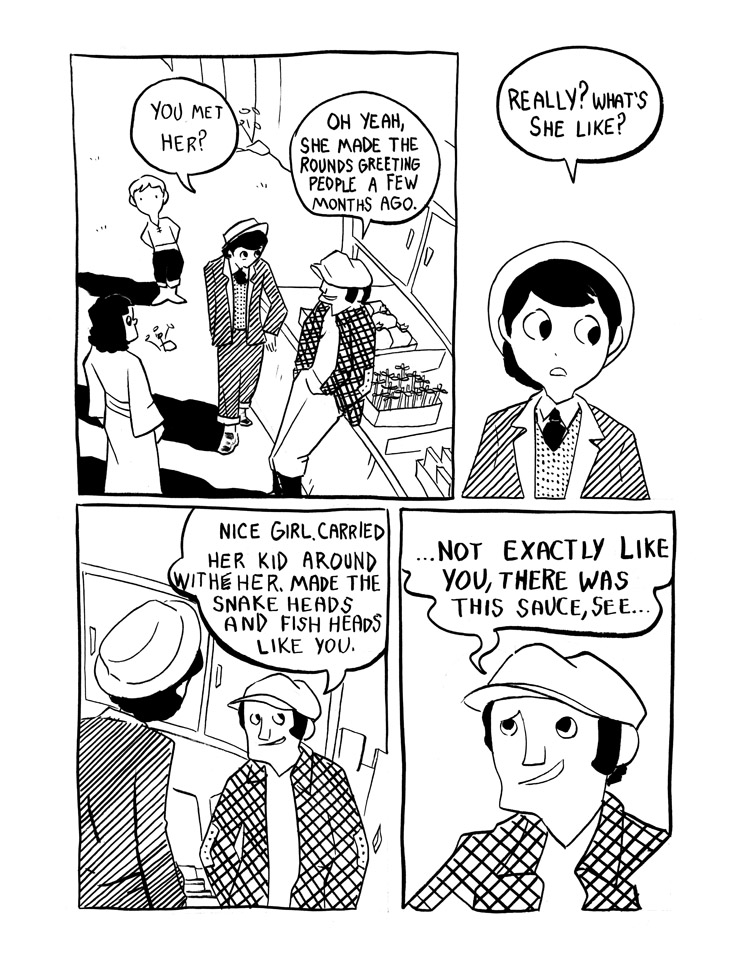 YOU MET
HER?
OH YEAH,
SHE MADE THE
ROUNDS GREETING
PEOPLE A FEW
MONTHS AGO.
REALLY? WHAT'S
SHE LIKE?
NICE GIRL. CARRIED
HER KID AROUND
WITHE HER. MADE THE
SNAKE HEADS
AND FISH HEADS
LIKE YOU.
...NOT EXACTLY LIKE
YOU, THERE WAS
THIS SAUCE, SEE...